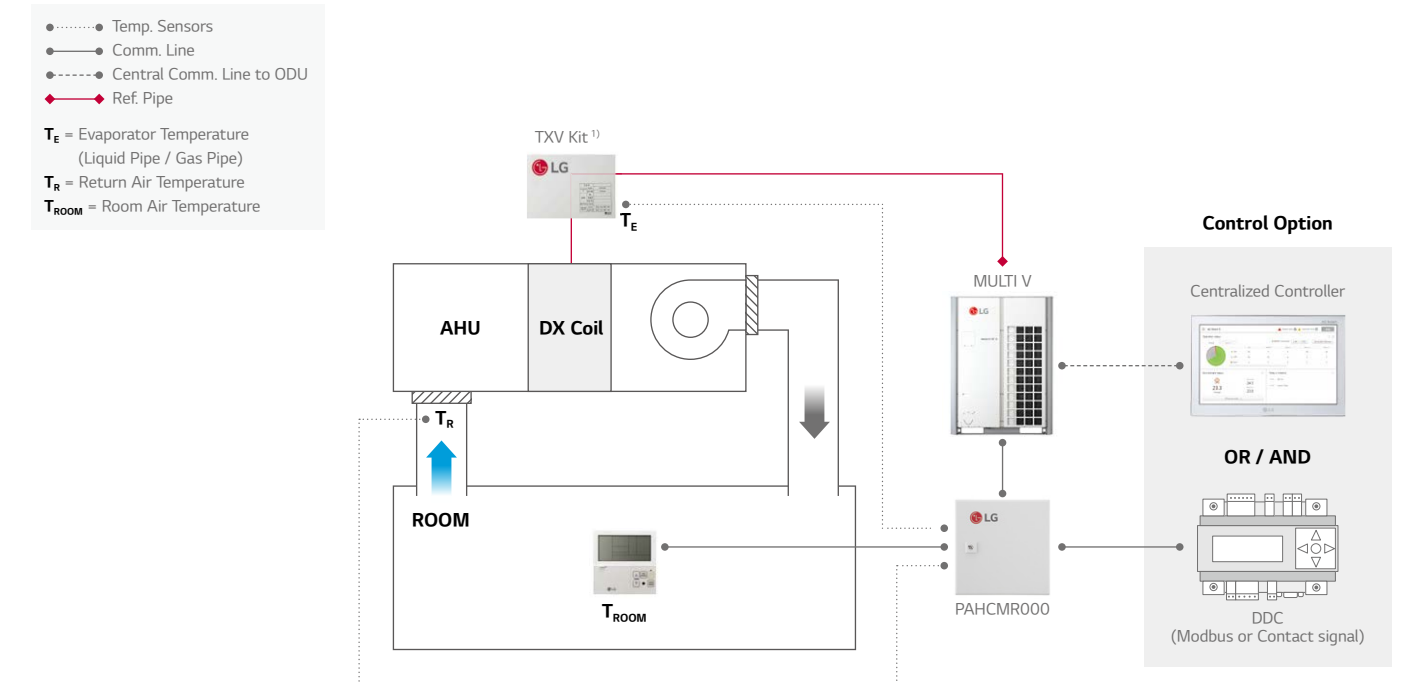 Temp. Sensors
Comm. Line
Central Comm. Line to ODU
Ref. Pipe
TE = Evaporator Temperature
(Liquid Pipe / Gas Pipe)
TR = Return Air Temperature
TROOM = Room Air Temperature
TXV Kit 1)
LG
TE
Control Option
MULTI V
LG
Centralized Controller
AHU
DX Coil
TR
OR / AND
ROOM
LG
TROOM
PAHCMR000
DDC
(Modbus or Contact signal)